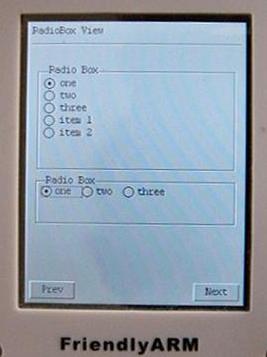 RadioBox View
Radio Box
one
two
three
item 1
item 2
Radio Box
one two three
Prev Next
FriendlyARM